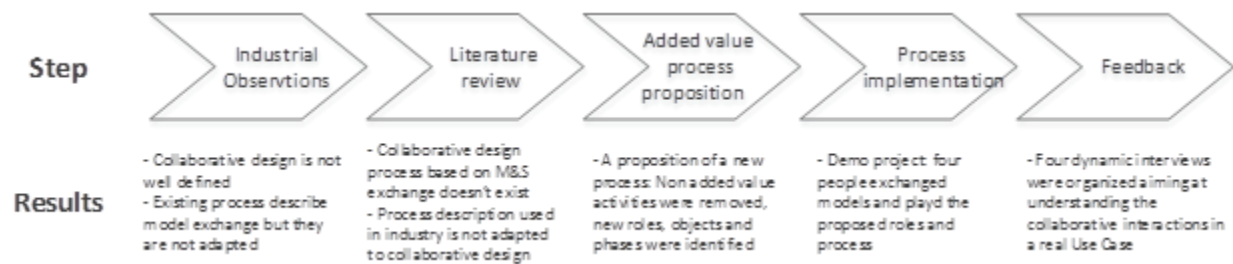 Step
Industrial
Observtions
Literature
review
Added value
process
proposition
Process
implementation
Feedback
Results
- Collaborative design is not
well defined
- Existing process describe
model exchange but they
are not adapted
- Collaborative design
process based on M&S
exchange doesn't exist
- Process description used
in industry is not adapted
to collaborative design
- A proposition of a new
process: Non added value
activities were removed,
new roles, objects and
phases were identified
- Demo project: four
people exchanged
models and playd the
proposed roles and
process
- Four dynamic interviews
were organized aiming at
understanding the
collaborative interactions in
a real Use Case